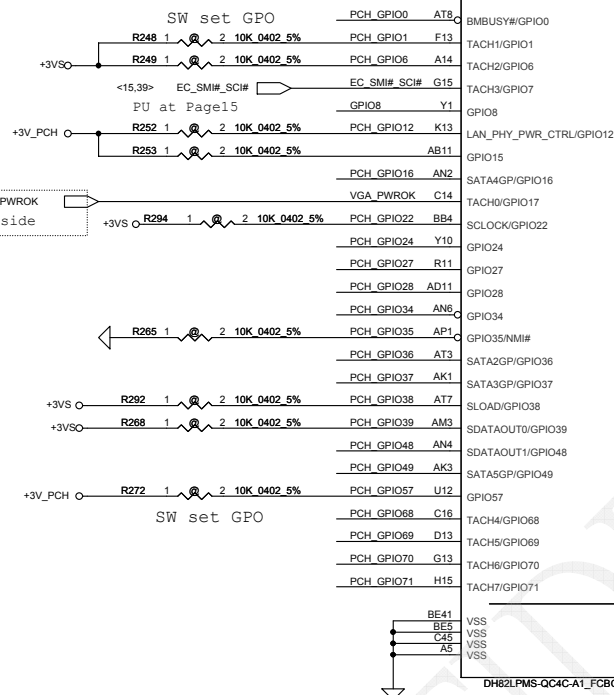 SW set GPO
PCH_GPIO0 AT8 BMBUSY#/GPIO0
R248 1 @ 2 10K_0402_5% PCH_GPIO1 F13 TACH1/GPIO1
+3VS R249 1 @ 2 10K_0402_5% PCH_GPIO6 A14 TACH2/GPIO6
<15,39> EC_SMI#_SCI# EC_SMI#_SCI# G15 TACH3/GPIO7
PU at Page15
GPIO8 Y1 GPIO8
+3V_PCH R252 1 @ 2 10K_0402_5% PCH_GPIO12 K13 LAN_PHY_PWR_CTRL/GPIO12
R253 1 @ 2 10K_0402_5% AB11 GPIO15
PCH_GPIO16 AN2 SATA4GP/GPIO16
PWROK VGA_PWROK C14 TACH0/GPIO17
side
+3VS R294 1 @ 2 10K_0402_5% PCH_GPIO22 BB4 SCLOCK/GPIO22
PCH_GPIO24 Y10 GPIO24
PCH_GPIO27 R11 GPIO27
PCH_GPIO28 AD11 GPIO28
PCH_GPIO34 AN6 GPIO34
R265 1 @ 2 10K_0402_5% PCH_GPIO35 AP1 GPIO35/NMI#
PCH_GPIO36 AT3 SATA2GP/GPIO36
PCH_GPIO37 AK1 SATA3GP/GPIO37
+3VS R292 1 @ 2 10K_0402_5% PCH_GPIO38 AT7 SLOAD/GPIO38
+3VS R268 1 @ 2 10K_0402_5% PCH_GPIO39 AM3 SDATAOUT0/GPIO39
PCH_GPIO48 AN4 SDATAOUT1/GPIO48
PCH_GPIO49 AK3 SATA5GP/GPIO49
+3V_PCH R272 1 @ 2 10K_0402_5% PCH_GPIO57 U12 GPIO57
SW set GPO
PCH_GPIO68 C16 TACH4/GPIO68
PCH_GPIO69 D13 TACH5/GPIO69
PCH_GPIO70 G13 TACH6/GPIO70
PCH_GPIO71 H15 TACH7/GPIO71
BE41 VSS
BE5 VSS
C45 VSS
A5 VSS
DH82LPMS-QC4C-A1_FCBG